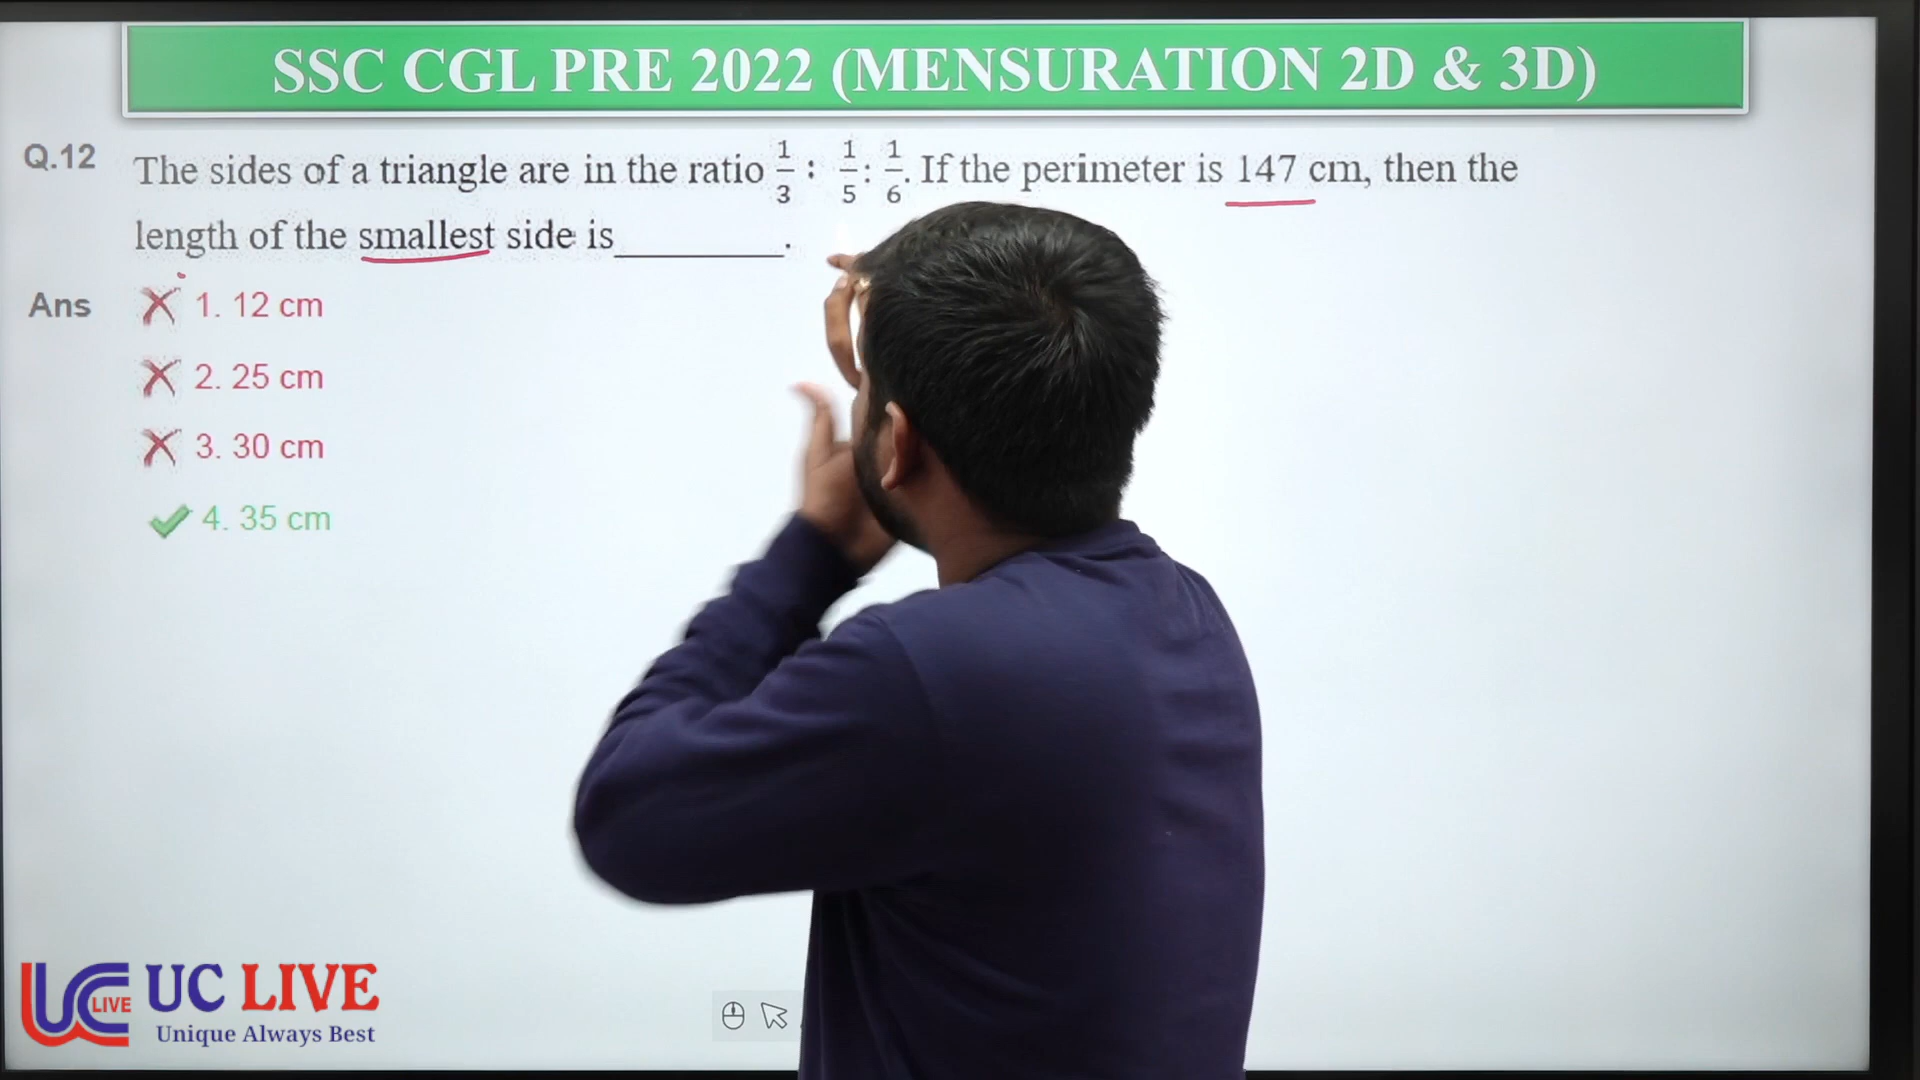 SSC CGL PRE 2022 (MENSURATION 2D & 3D)
Q.12 The sides of a triangle are in the ratio 1/3 : 1/5 : 1/6. If the perimeter is 147 cm, then the
length of the smallest side is_________.
Ans 1. 12 cm
2. 25 cm
3. 30 cm
4. 35 cm
UC LIVE UC LIVE
Unique Always Best